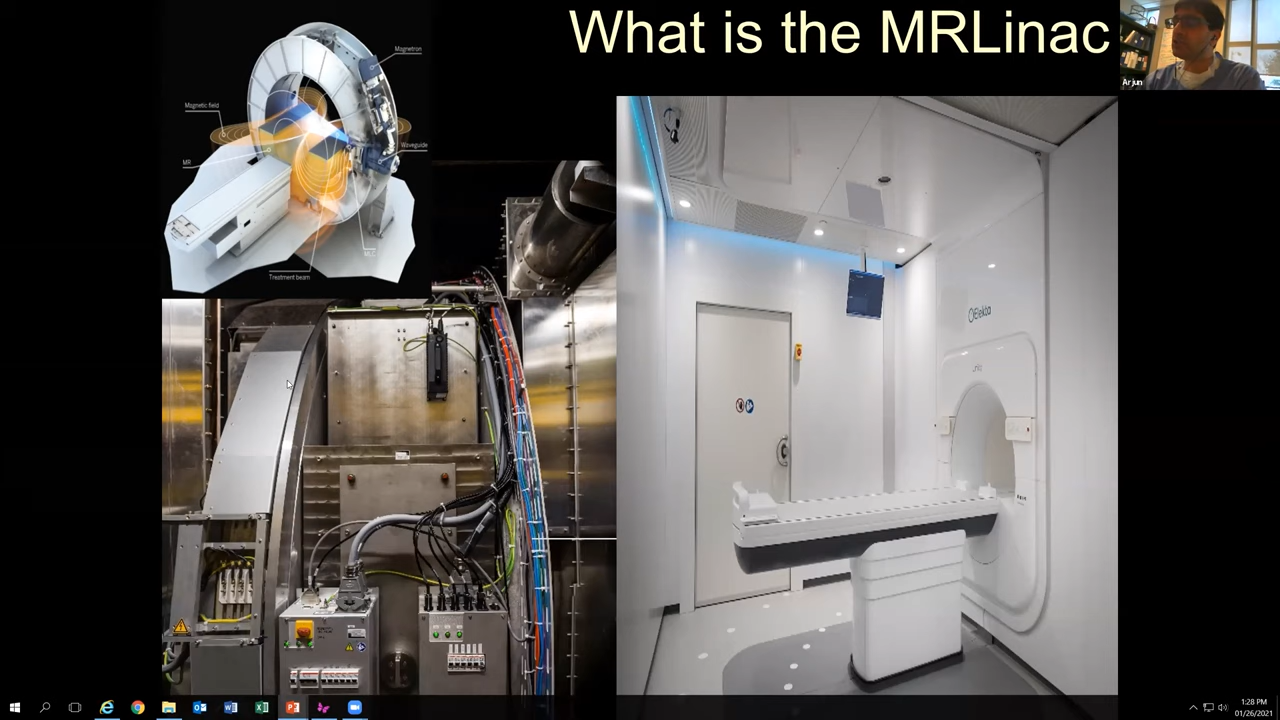 What is the MRLinac
Arjun
Magnetron
Magnetic field
Waveguide
MR
MLC
Treatment beam
Elekta
unity
1:28 PM
01/26/2021